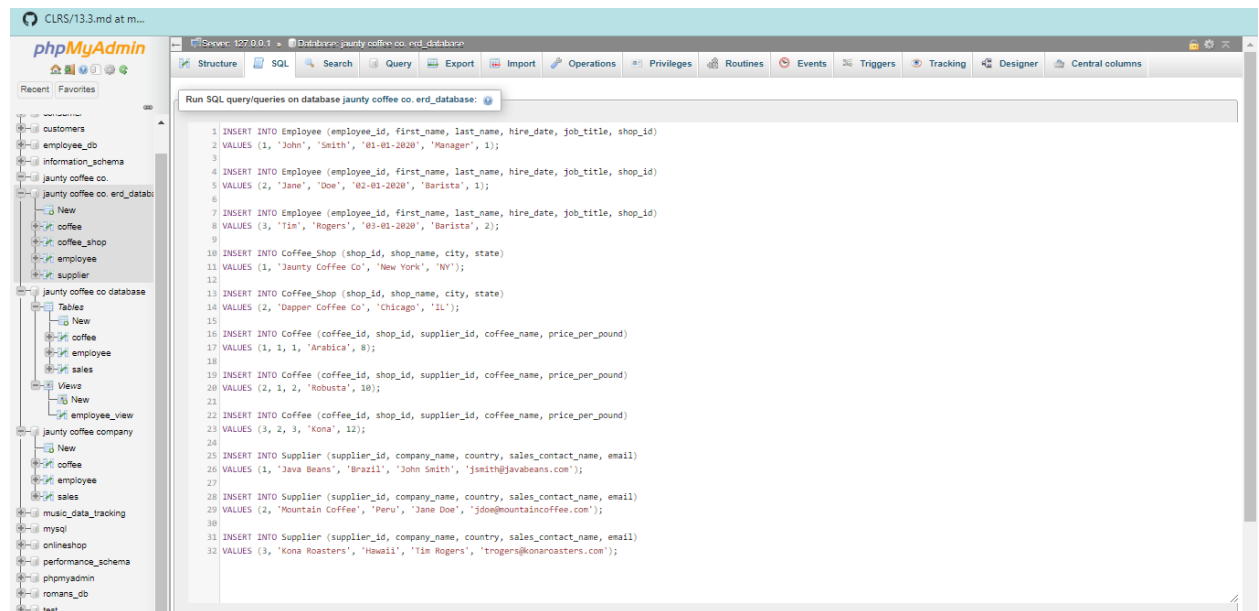 CLRS/13.3.md at m...
phpMyAdmin
Recent Favorites
customers
employee_db
information_schema
jaunty coffee co.
jaunty coffee co. erd_databa
New
coffee
coffee_shop
employee
supplier
jaunty coffee co database
Tables
New
coffee
employee
sales
Views
New
employee_view
jaunty coffee company
New
coffee
employee
sales
music_data_tracking
mysql
onlineshop
performance_schema
phpmyadmin
romans_db
test
Server: 127.0.0.1 » Database: jaunty coffee co. erd_database
Structure SQL Search Query Export Import Operations Privileges Routines Events Triggers Tracking Designer Central columns
Run SQL query/queries on database jaunty coffee co. erd_database:
1 INSERT INTO Employee (employee_id, first_name, last_name, hire_date, job_title, shop_id)
2 VALUES (1, 'John', 'Smith', '01-01-2020', 'Manager', 1);
3
4 INSERT INTO Employee (employee_id, first_name, last_name, hire_date, job_title, shop_id)
5 VALUES (2, 'Jane', 'Doe', '02-01-2020', 'Barista', 1);
6
7 INSERT INTO Employee (employee_id, first_name, last_name, hire_date, job_title, shop_id)
8 VALUES (3, 'Tim', 'Rogers', '03-01-2020', 'Barista', 2);
9
10 INSERT INTO Coffee_Shop (shop_id, shop_name, city, state)
11 VALUES (1, 'Jaunty Coffee Co', 'New York', 'NY');
12
13 INSERT INTO Coffee_Shop (shop_id, shop_name, city, state)
14 VALUES (2, 'Dapper Coffee Co', 'Chicago', 'IL');
15
16 INSERT INTO Coffee (coffee_id, shop_id, supplier_id, coffee_name, price_per_pound)
17 VALUES (1, 1, 1, 'Arabica', 8);
18
19 INSERT INTO Coffee (coffee_id, shop_id, supplier_id, coffee_name, price_per_pound)
20 VALUES (2, 1, 2, 'Robusta', 10);
21
22 INSERT INTO Coffee (coffee_id, shop_id, supplier_id, coffee_name, price_per_pound)
23 VALUES (3, 2, 3, 'Kona', 12);
24
25 INSERT INTO Supplier (supplier_id, company_name, country, sales_contact_name, email)
26 VALUES (1, 'Java Beans', 'Brazil', 'John Smith', 'jsmith@javabeans.com');
27
28 INSERT INTO Supplier (supplier_id, company_name, country, sales_contact_name, email)
29 VALUES (2, 'Mountain Coffee', 'Peru', 'Jane Doe', 'jdoe@mountaincoffee.com');
30
31 INSERT INTO Supplier (supplier_id, company_name, country, sales_contact_name, email)
32 VALUES (3, 'Kona Roasters', 'Hawaii', 'Tim Rogers', 'trogers@konaroasters.com');